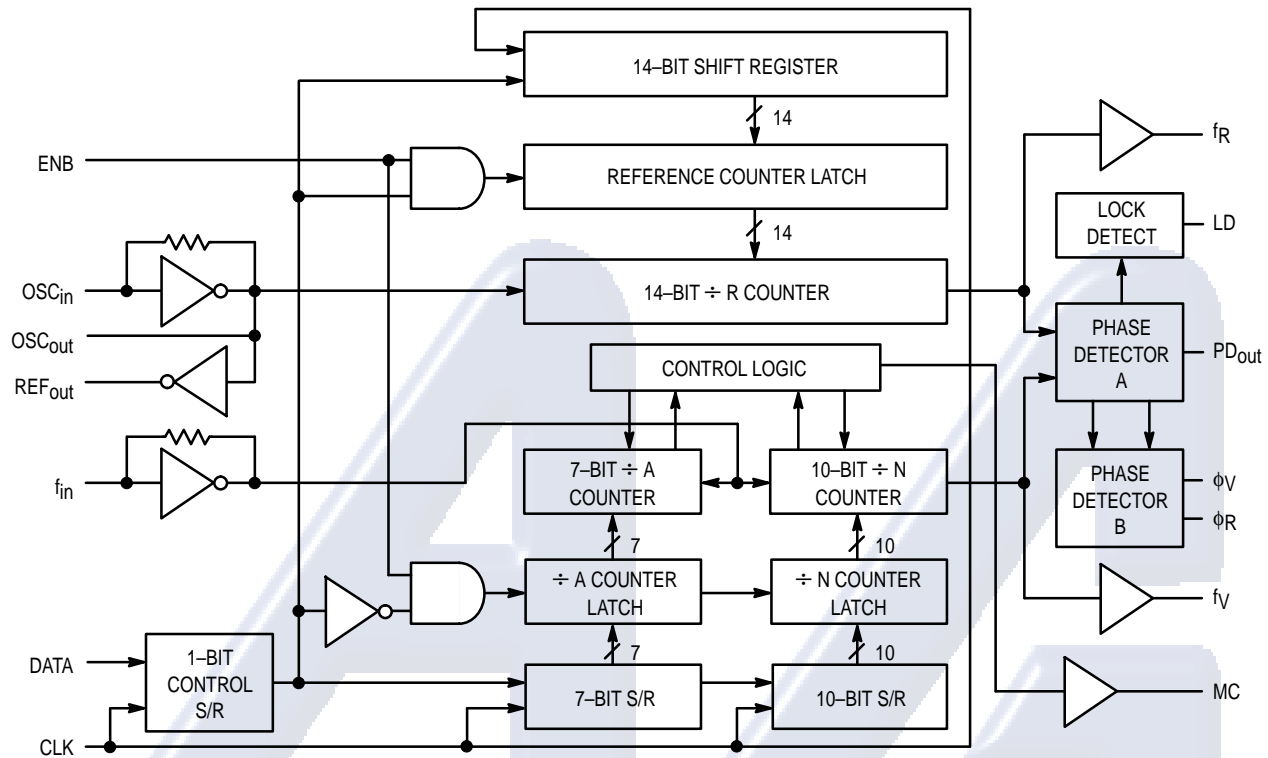 14–BIT SHIFT REGISTER
14
ENB
REFERENCE COUNTER LATCH
14
fR
LOCK
DETECT
LD
OSCin
14–BIT ÷ R COUNTER
OSCout
REFout
CONTROL LOGIC
PHASE
DETECTOR
A
PDout
fin
7–BIT ÷ A
COUNTER
10–BIT ÷ N
COUNTER
PHASE
DETECTOR
B
ϕV
ϕR
7
10
÷ A COUNTER
LATCH
÷ N COUNTER
LATCH
fV
7
10
DATA
1–BIT
CONTROL
S/R
7–BIT S/R
10–BIT S/R
MC
CLK